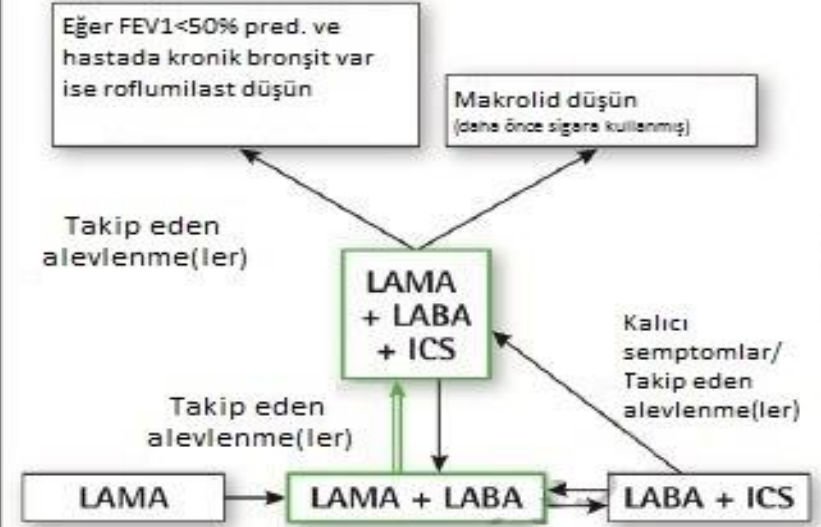 Eğer FEV1<50% pred. ve
hastada kronik bronşit var
ise roflumilast düşün
Makrolid düşün
(daha önce sigara kullanmış)
Takip eden
alevlenme(ler)
LAMA
+ LABA
+ ICS
Kalıcı
semptomlar/
Takip eden
alevlenme(ler)
Takip eden
alevlenme(ler)
LAMA
LAMA + LABA
LABA + ICS